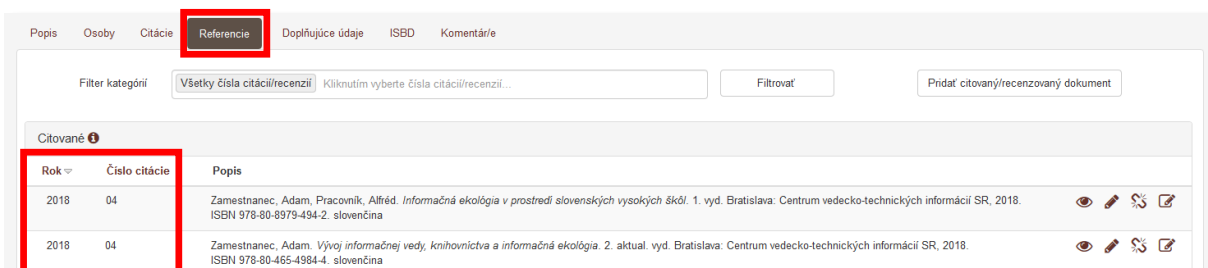 Popis Osoby Citácie Referencie Doplňujúce údaje ISBD Komentár/e
Filter kategórií Všetky čísla citácií/recenzií Kliknutím vyberte čísla citácií/recenzií... Filtrovať Pridať citovaný/recenzovaný dokument
Citované
Rok Číslo citácie Popis
2018 04 Zamestnanec, Adam, Pracovník, Alfréd. Informačná ekológia v prostredí slovenských vysokých škôl. 1. vyd. Bratislava: Centrum vedecko-technických informácií SR, 2018.
ISBN 978-80-8979-494-2. slovenčina
2018 04 Zamestnanec, Adam. Vývoj informačnej vedy, knihovníctva a informačná ekológia. 2. aktual. vyd. Bratislava: Centrum vedecko-technických informácií SR, 2018.
ISBN 978-80-465-4984-4. slovenčina